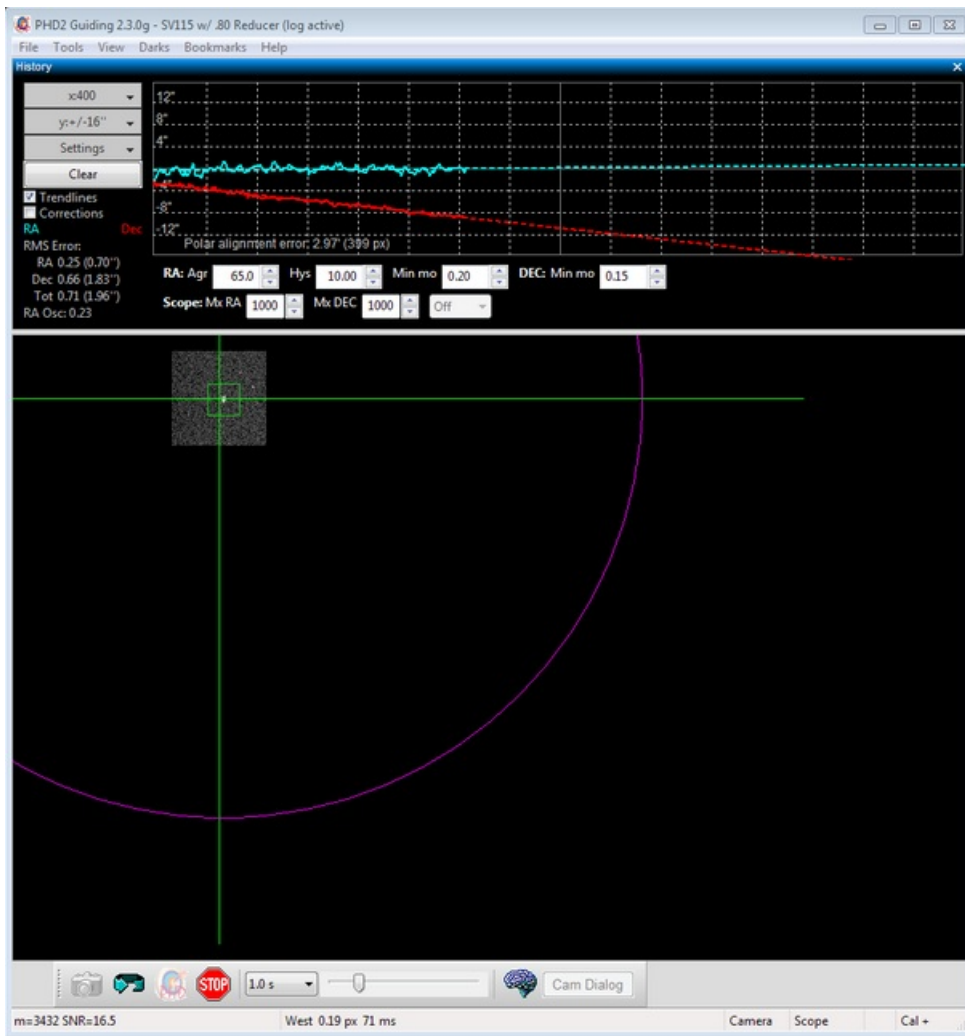 PHD2 Guiding 2.3.0g - SV115 w/ .80 Reducer (log active)
File Tools View Darks Bookmarks Help
History
x:400
y:+/-16"
Settings
Clear
Trendlines
Corrections
RA Dec
RMS Error:
RA 0.25 (0.70")
Dec 0.66 (1.83")
Tot 0.71 (1.96")
RA Osc: 0.23
12"
8"
4"
-4"
-8"
-12"
Polar alignment error: 2.97' (399 px)
RA: Agr 65.0 Hys 10.00 Min mo 0.20 DEC: Min mo 0.15
Scope: Mx RA 1000 Mx DEC 1000 Off
STOP 1.0 s Cam Dialog
m=3432 SNR=16.5 West 0.19 px 71 ms Camera Scope Cal +